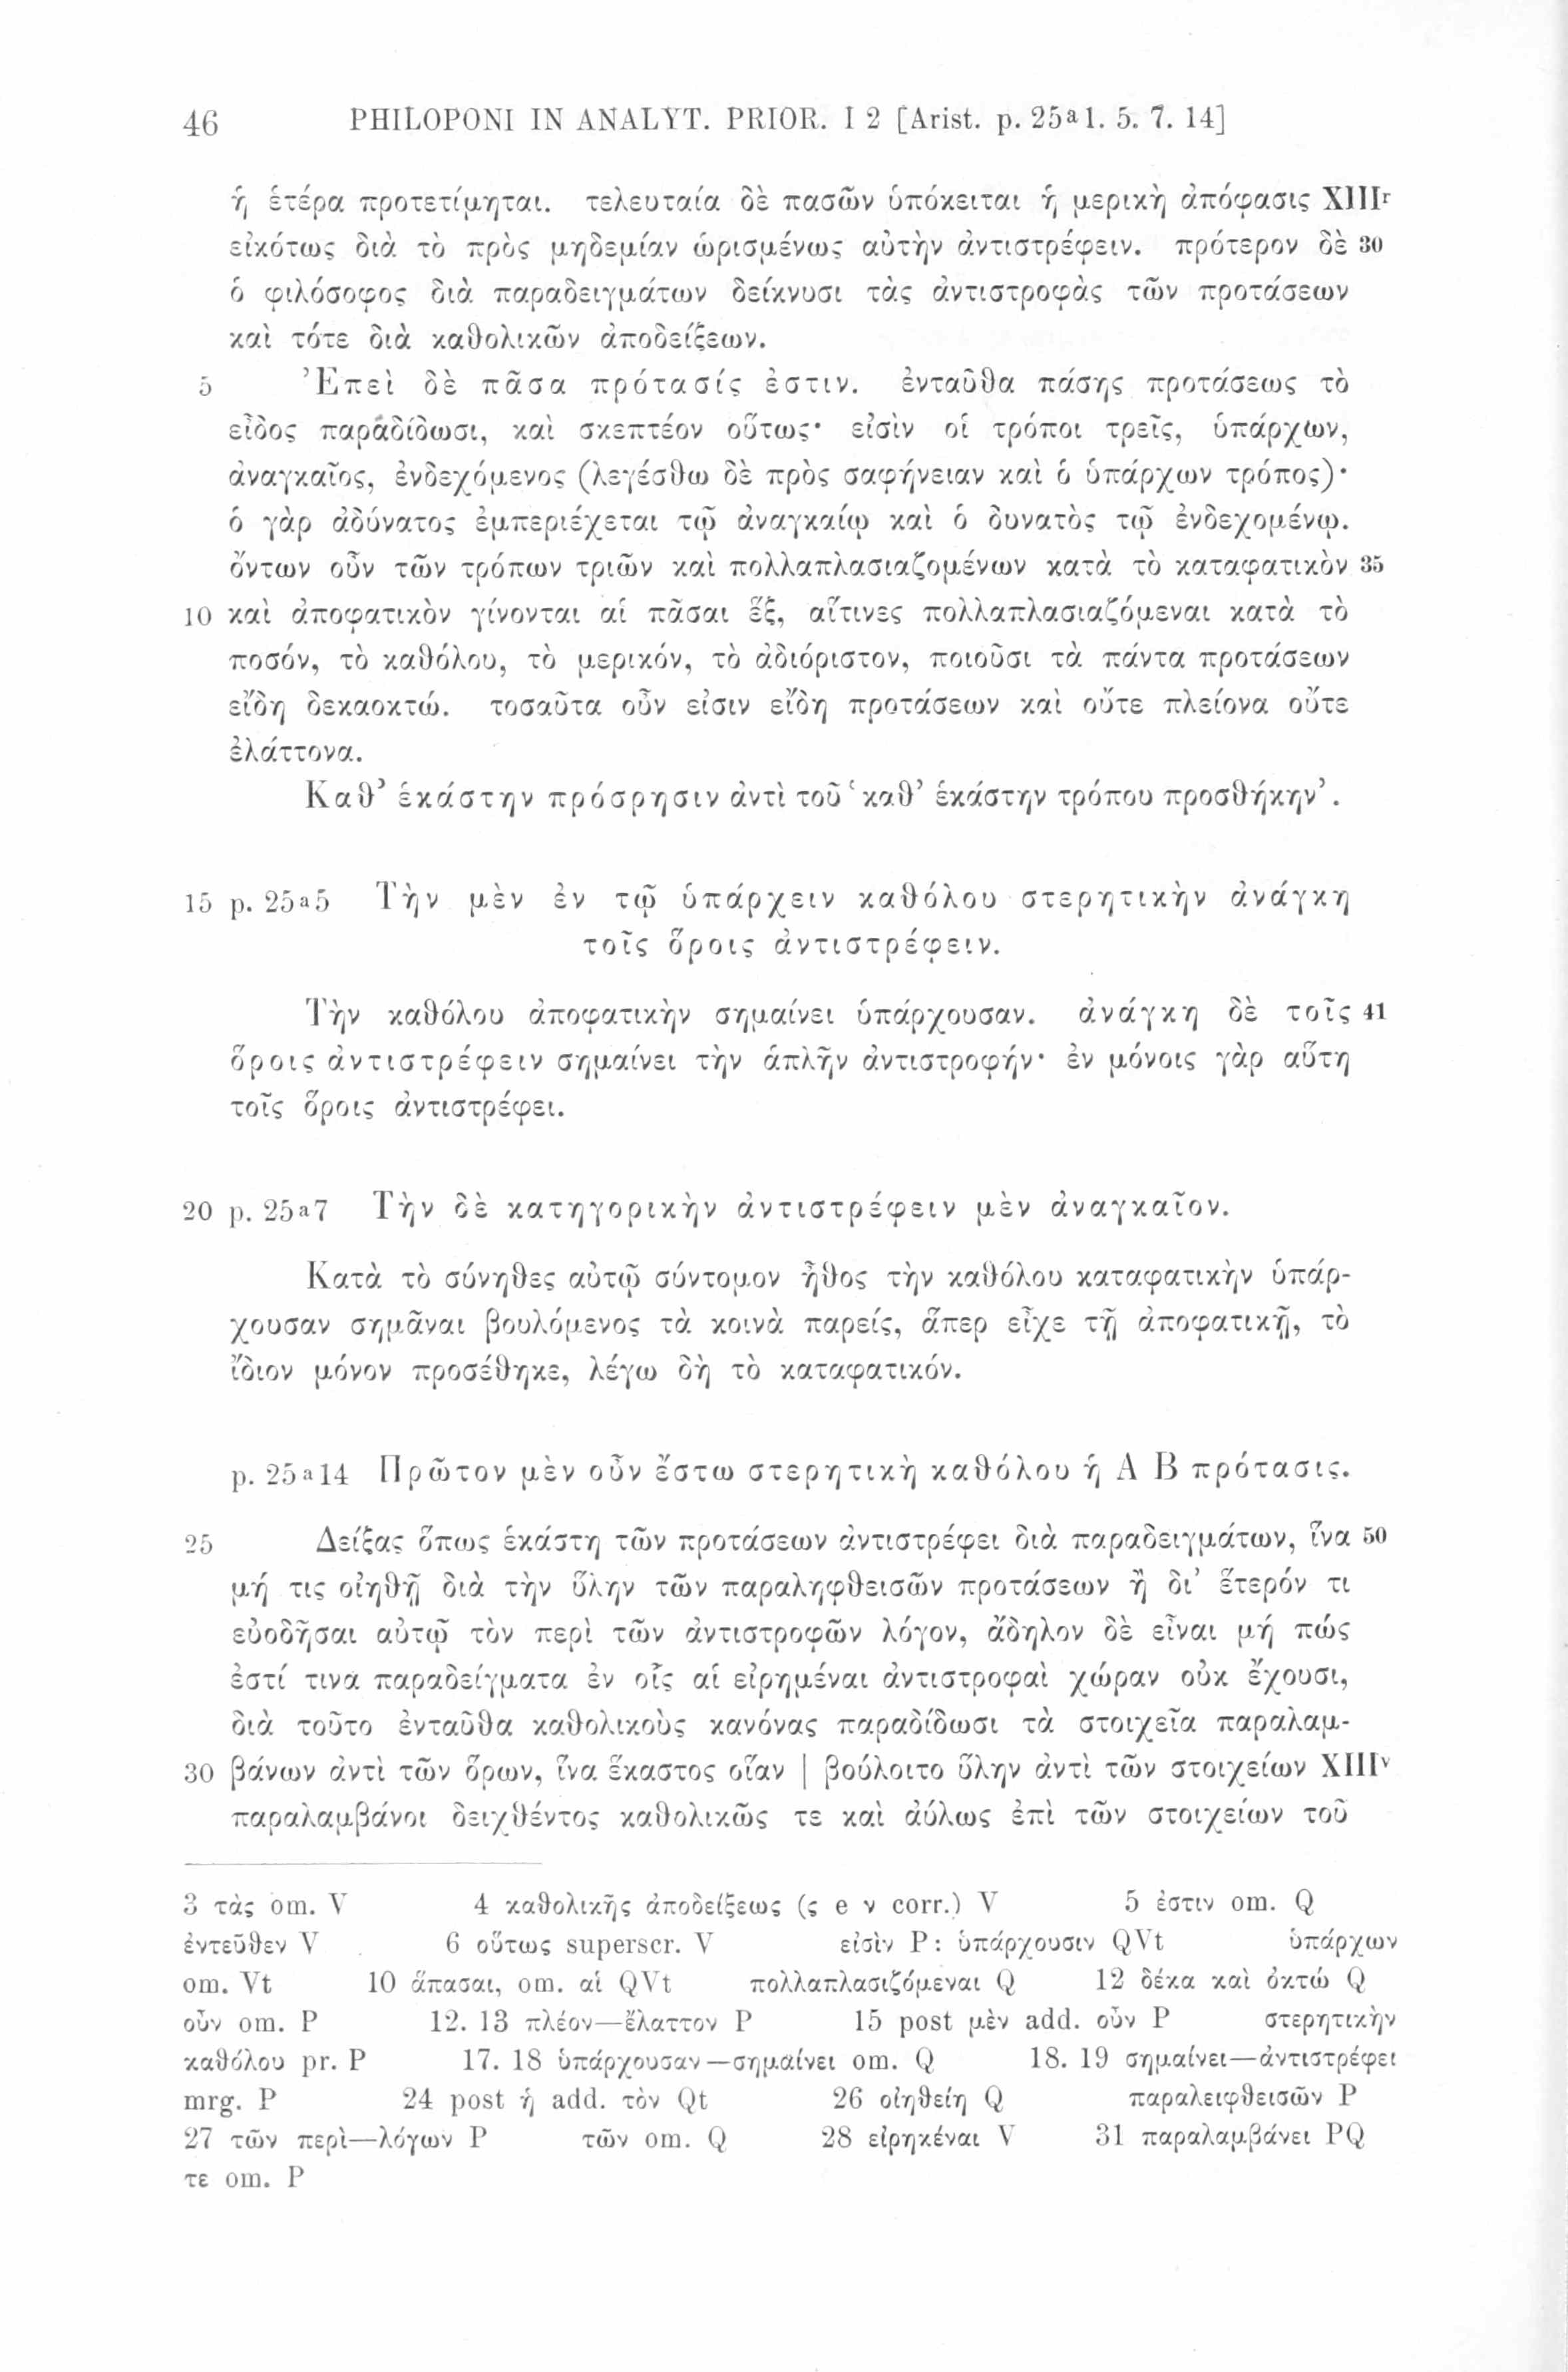 46 PHILOPONI IN ANALYT. PRIOR. I 2 [Arist. p. 25a1. 5. 7. 14]
ἡ ἑτέρα προτετίμηται. τελευταία δὲ πασῶν ὑπόκειται ἡ μερικὴ ἀπόφασις XIIIr
εἰκότως διὰ τὸ πρὸς μηδεμίαν ὡρισμένως αὐτὴν ἀντιστρέφειν. πρότερον δὲ 30
ὁ φιλόσοφος διὰ παραδειγμάτων δείκνυσι τὰς ἀντιστροφὰς τῶν προτάσεων
καὶ τότε διὰ καθολικῶν ἀποδείξεων.
5 Ἐπεὶ δὲ πᾶσα πρότασίς ἐστιν. ἐνταῦθα πάσης προτάσεως τὸ
εἶδος παραδίδωσι, καὶ σκεπτέον οὕτως· εἰσὶν οἱ τρόποι τρεῖς, ὑπάρχων,
ἀναγκαῖος, ἐνδεχόμενος (λεγέσθω δὲ πρὸς σαφήνειαν καὶ ὁ ὑπάρχων τρόπος)·
ὁ γὰρ ἀδύνατος ἐμπεριέχεται τῷ ἀναγκαίῳ καὶ ὁ δυνατὸς τῷ ἐνδεχομένῳ.
ὄντων οὖν τῶν τρόπων τριῶν καὶ πολλαπλασιαζομένων κατὰ τὸ καταφατικὸν 35
10 καὶ ἀποφατικὸν γίνονται αἱ πᾶσαι ἕξ, αἵτινες πολλαπλασιαζόμεναι κατὰ τὸ
ποσόν, τὸ καθόλου, τὸ μερικόν, τὸ ἀδιόριστον, ποιοῦσι τὰ πάντα προτάσεων
εἴδη δεκαοκτώ. τοσαῦτα οὖν εἰσιν εἴδη προτάσεων καὶ οὔτε πλείονα οὔτε
ἐλάττονα.
Καθ’ ἑκάστην πρόσρησιν ἀντὶ τοῦ ‘καθ’ ἑκάστην τρόπου προσθήκην’.
15 p. 25a5 Τὴν μὲν ἐν τῷ ὑπάρχειν καθόλου στερητικὴν ἀνάγκη
τοῖς ὅροις ἀντιστρέφειν.
Τὴν καθόλου ἀποφατικὴν σημαίνει ὑπάρχουσαν. ἀνάγκη δὲ τοῖς 41
ὅροις ἀντιστρέφειν σημαίνει τὴν ἁπλῆν ἀντιστροφήν· ἐν μόνοις γὰρ αὕτη
τοῖς ὅροις ἀντιστρέφει.
20 p. 25a7 Τὴν δὲ κατηγορικὴν ἀντιστρέφειν μὲν ἀναγκαῖον.
Κατὰ τὸ σύνηθες αὐτῷ σύντομον ἦθος τὴν καθόλου καταφατικὴν ὑπάρ-
χουσαν σημᾶναι βουλόμενος τὰ κοινὰ παρείς, ἅπερ εἶχε τῇ ἀποφατικῇ, τὸ
ἴδιον μόνον προσέθηκε, λέγω δὴ τὸ καταφατικόν.
p. 25a14 Πρῶτον μὲν οὖν ἔστω στερητικὴ καθόλου ἡ Α Β πρότασις.
25 Δείξας ὅπως ἑκάστη τῶν προτάσεων ἀντιστρέφει διὰ παραδειγμάτων, ἵνα 50
μή τις οἰηθῇ διὰ τὴν ὕλην τῶν παραληφθεισῶν προτάσεων ἢ δι’ ἕτερόν τι
εὐοδῆσαι αὐτῷ τὸν περὶ τῶν ἀντιστροφῶν λόγον, ἄδηλον δὲ εἶναι μή πώς
ἐστί τινα παραδείγματα ἐν οἷς αἱ εἰρημέναι ἀντιστροφαὶ χώραν οὐκ ἔχουσι,
διὰ τοῦτο ἐνταῦθα καθολικοὺς κανόνας παραδίδωσι τὰ στοιχεῖα παραλαμ-
30 βάνων ἀντὶ τῶν ὅρων, ἵνα ἕκαστος οἵαν | βούλοιτο ὕλην ἀντὶ τῶν στοιχείων XIIIv
παραλαμβάνοι δειχθέντος καθολικῶς τε καὶ ἀύλως ἐπὶ τῶν στοιχείων τοῦ
3 τὰς om. V 4 καθολικῆς ἀποδείξεως (ς e ν corr.) V 5 ἐστιν om. Q
ἐντεῦθεν V 6 οὕτως superscr. V εἰσὶν P: ὑπάρχουσιν QVt ὑπάρχων
om. Vt 10 ἅπασαι, om. αἱ QVt πολλαπλασιζόμεναι Q 12 δέκα καὶ ὀκτώ Q
οὖν om. P 12. 13 πλέον—ἔλαττον P 15 post μὲν add. οὖν P στερητικὴν
καθόλου pr. P 17. 18 ὑπάρχουσαν—σημαίνει om. Q 18. 19 σημαίνει—ἀντιστρέφει
mrg. P 24 post ἡ add. τὸν Qt 26 οἰηθείη Q παραλειφθεισῶν P
27 τῶν περὶ—λόγων P τῶν om. Q 28 εἰρηκέναι V 31 παραλαμβάνει PQ
τε om. P